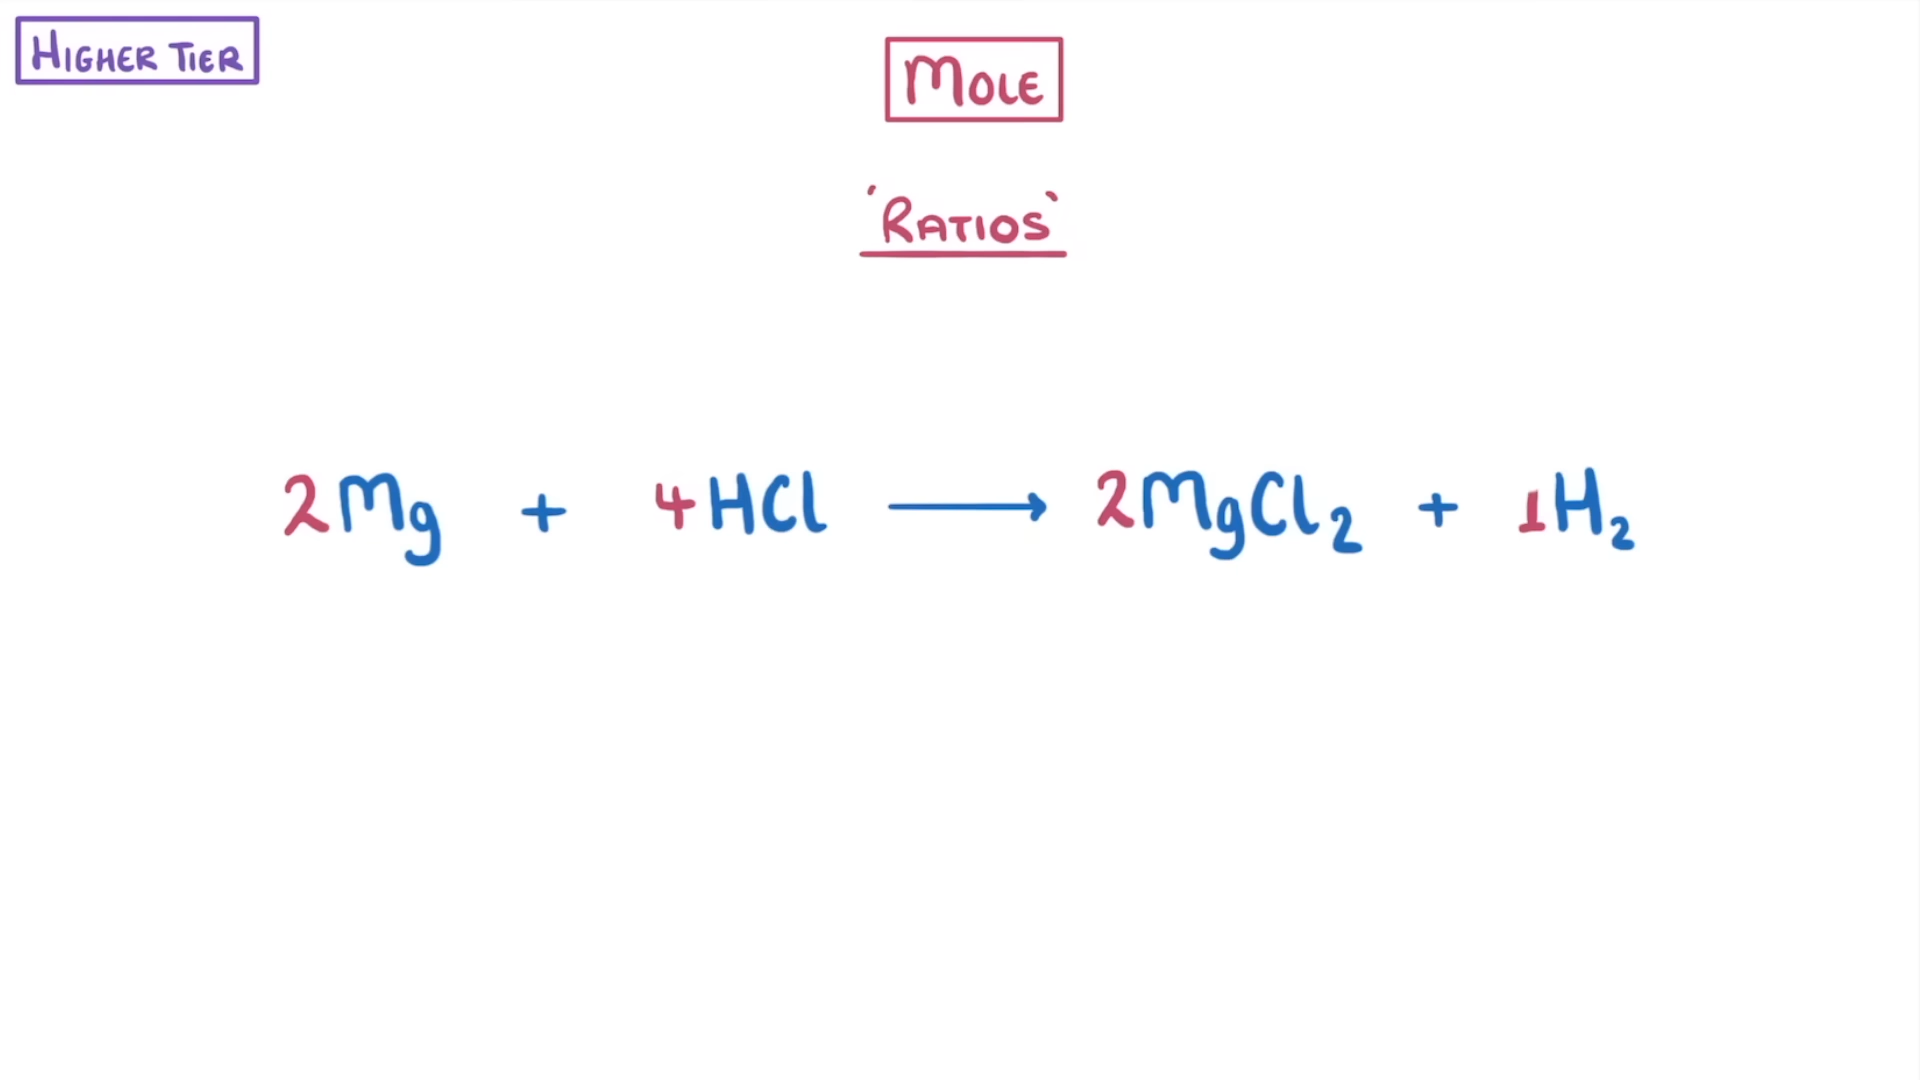 HIGHER TIER
MOLE
'RATIOS'
2Mg + 4HCl ⟶ 2MgCl₂ + 1H₂